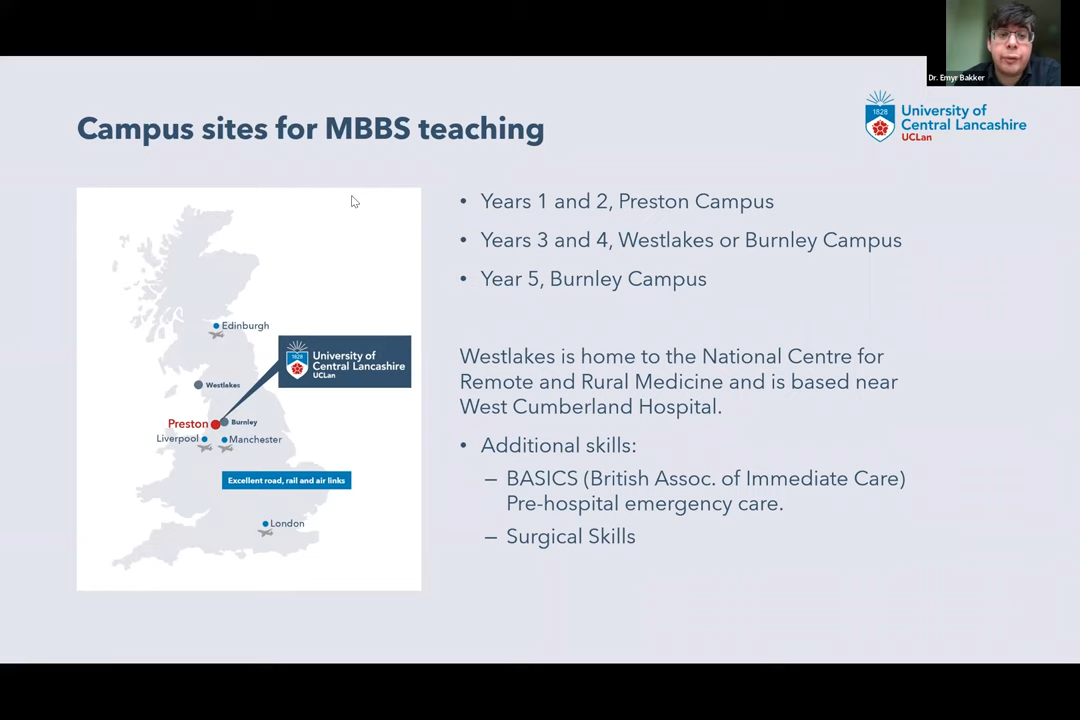 Dr. Emyr Bakker
Campus sites for MBBS teaching
1828
University of
Central Lancashire
UCLan
Edinburgh
1828
University of
Central Lancashire
UCLan
Westlakes
Preston
Burnley
Liverpool
Manchester
Excellent road, rail and air links
London
• Years 1 and 2, Preston Campus
• Years 3 and 4, Westlakes or Burnley Campus
• Year 5, Burnley Campus
Westlakes is home to the National Centre for
Remote and Rural Medicine and is based near
West Cumberland Hospital.
• Additional skills:
– BASICS (British Assoc. of Immediate Care)
Pre-hospital emergency care.
– Surgical Skills